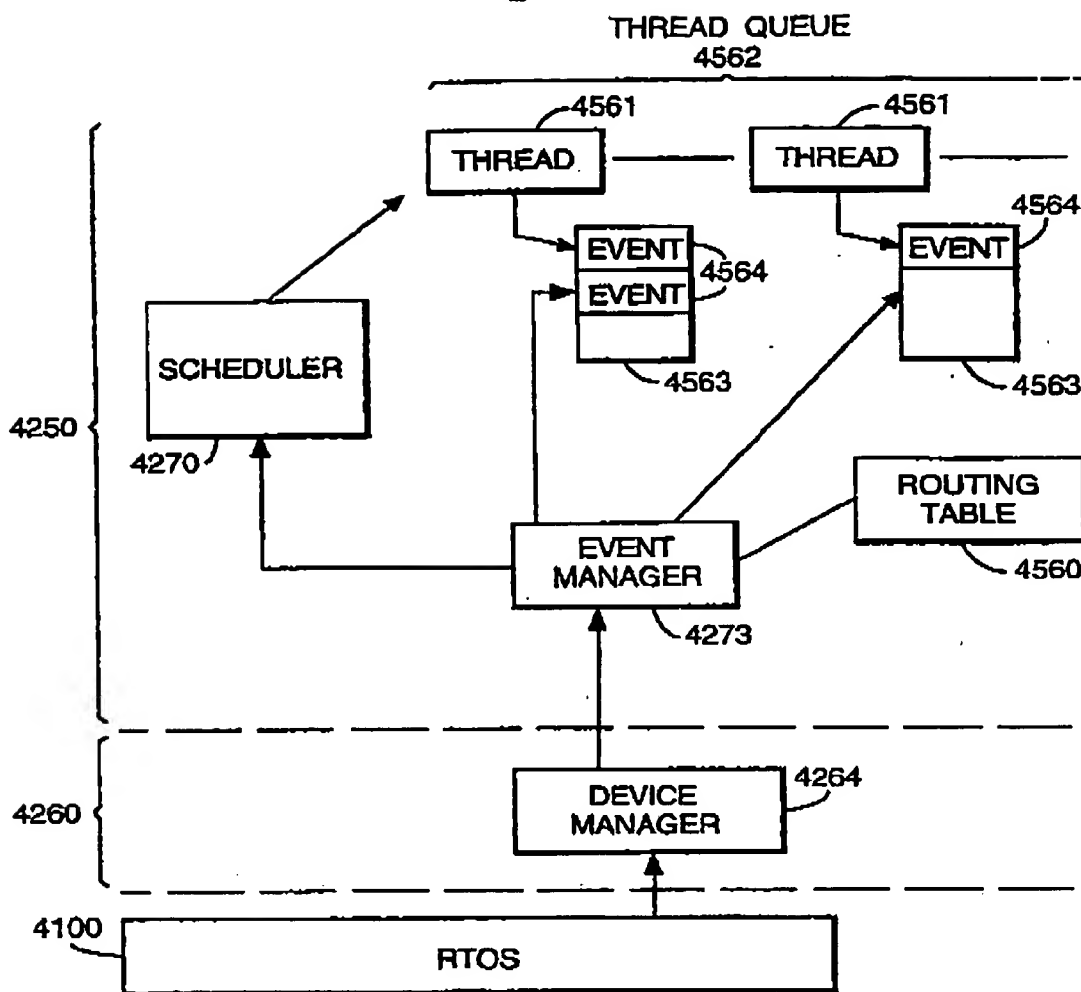 THREAD QUEUE
4562
4561
4561
THREAD
THREAD
4564
EVENT
4564
EVENT
EVENT
SCHEDULER
4563
4563
4250
4270
ROUTING
TABLE
EVENT
MANAGER
4560
4273
4264
DEVICE
MANAGER
4260
4100
RTOS